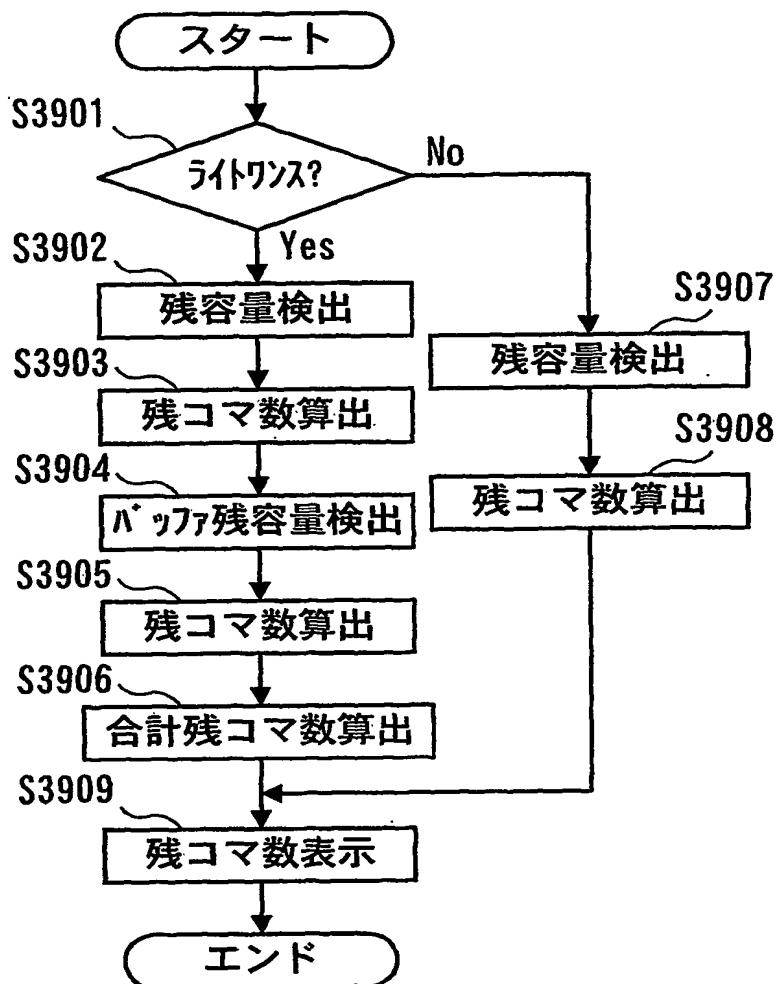 スタート
S3901
ライトワンス?
No
Yes
S3902
残容量検出
S3903
残コマ数算出
S3904
バッファ残容量検出
S3905
残コマ数算出
S3906
合計残コマ数算出
S3907
残容量検出
S3908
残コマ数算出
S3909
残コマ数表示
エンド